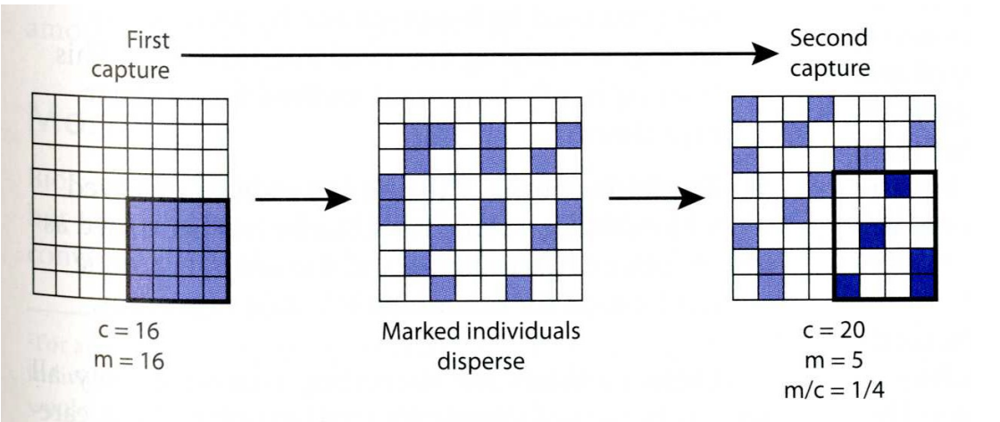 First
capture
Second
capture
c = 16
m = 16
Marked individuals
disperse
c = 20
m = 5
m/c = 1/4